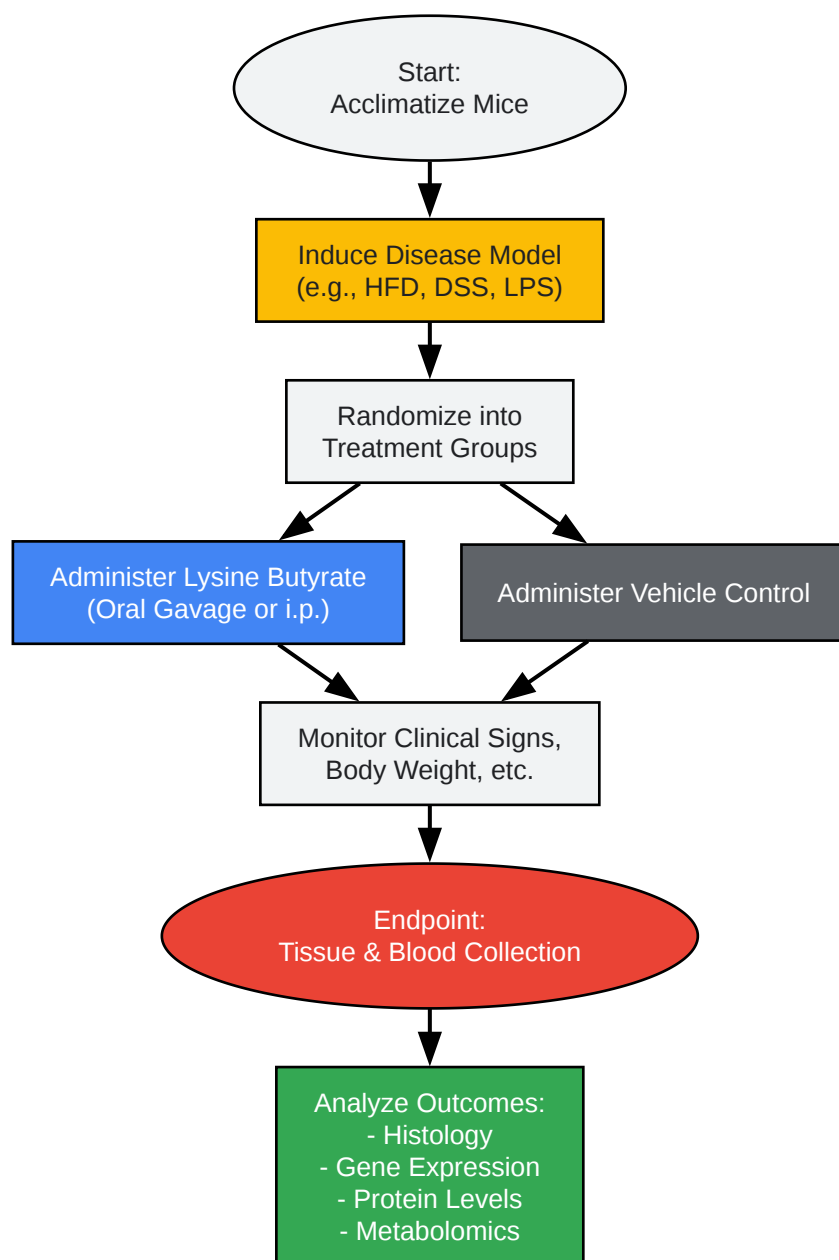 Start:
Acclimatize Mice
Induce Disease Model
(e.g., HFD, DSS, LPS)
Randomize into
Treatment Groups
Administer Lysine Butyrate
(Oral Gavage or i.p.)
Administer Vehicle Control
Monitor Clinical Signs,
Body Weight, etc.
Endpoint:
Tissue & Blood Collection
Analyze Outcomes:
- Histology
- Gene Expression
- Protein Levels
- Metabolomics